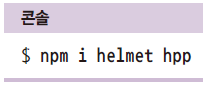 콘솔
$ npm i helmet hpp